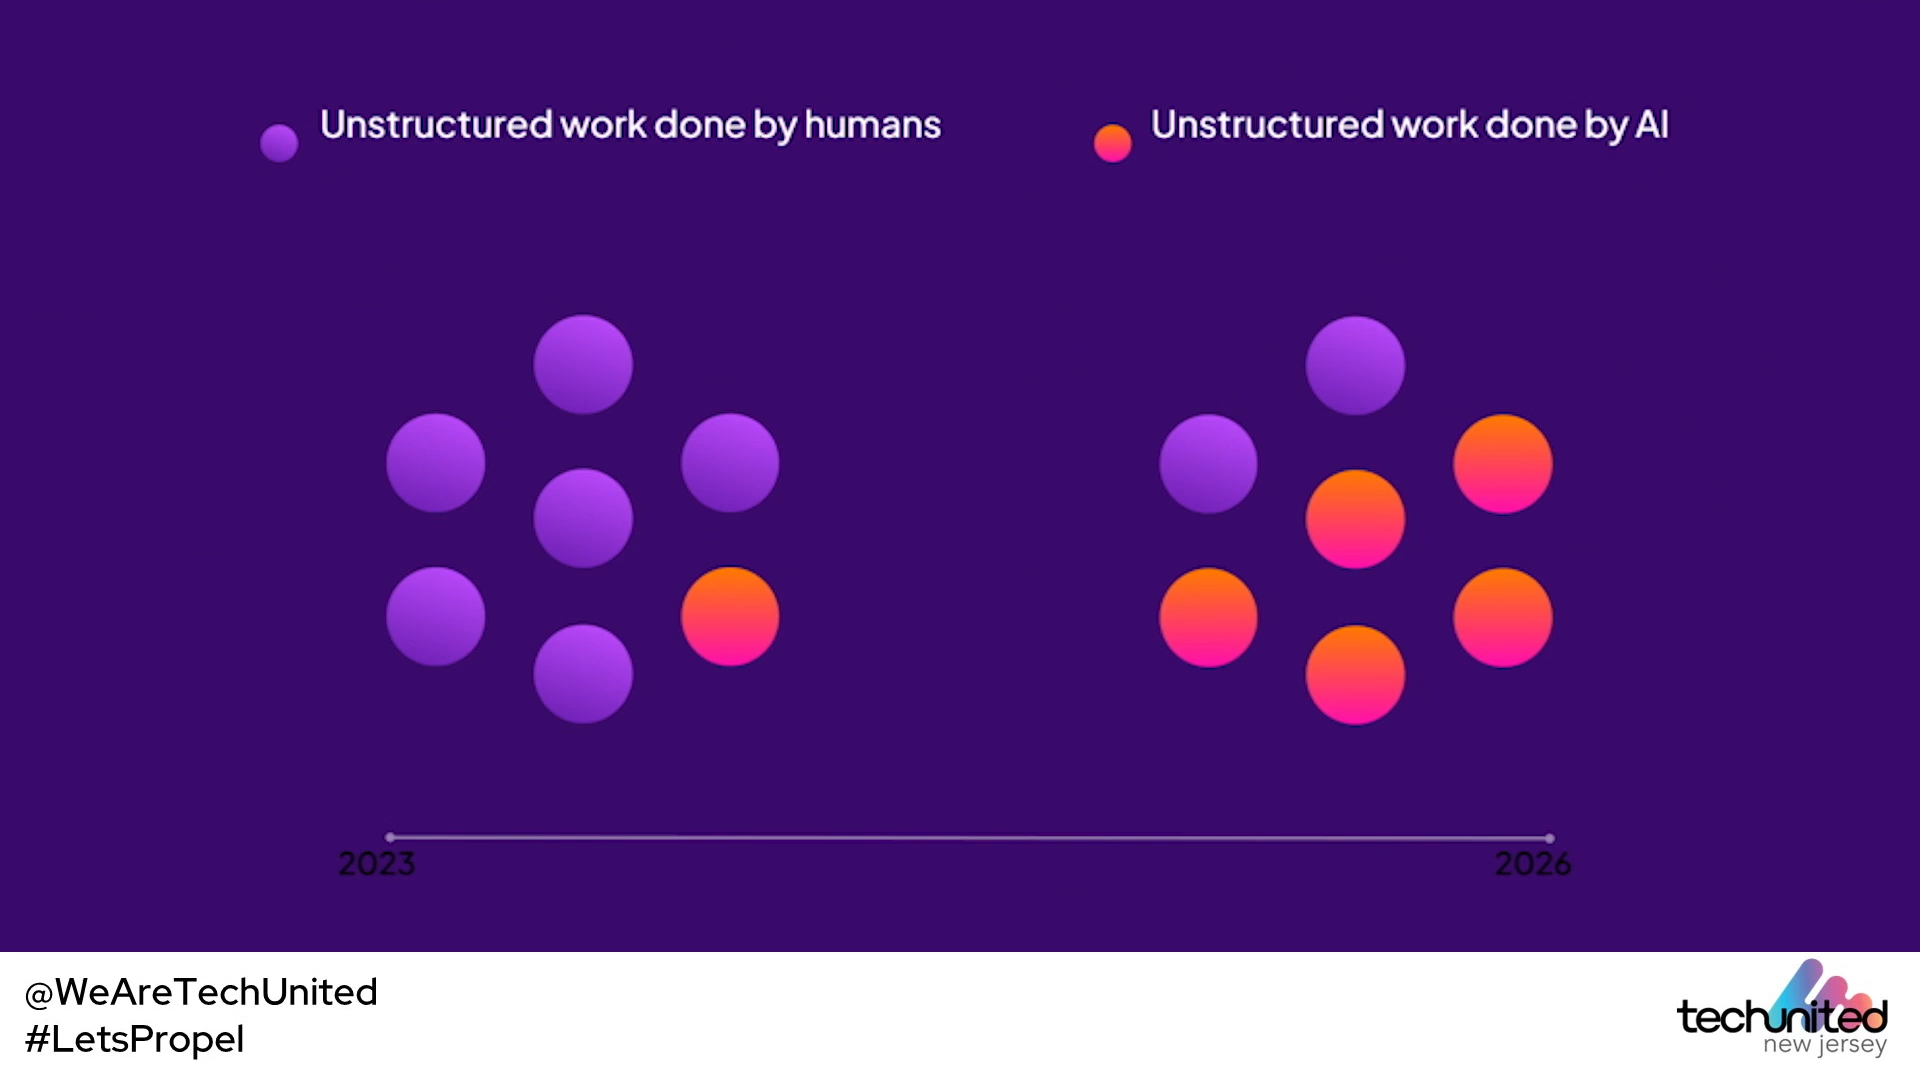 Unstructured work done by humans
Unstructured work done by AI
2023
2026
@WeAreTechUnited
#LetsPropel
techunited
new jersey